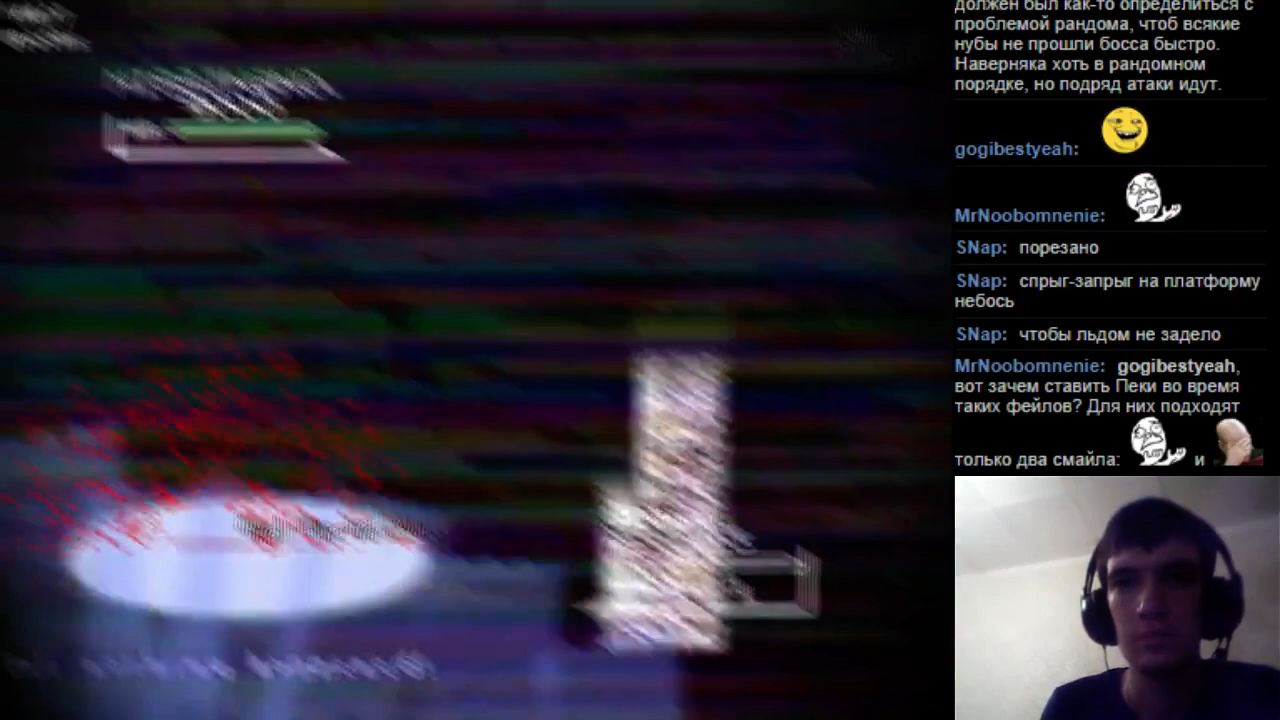 должен был как-то определиться с
проблемой рандома, чтоб всякие
нубы не прошли босса быстро.
Наверняка хоть в рандомном
порядке, но подряд атаки идут.
gogibestyeah:
MrNoobomnenie:
SNap: порезано
SNap: спрыг-запрыг на платформу
небось
SNap: чтобы льдом не задело
MrNoobomnenie: gogibestyeah,
вот зачем ставить Пеки во время
таких фейлов? Для них подходят
только два смайла: и